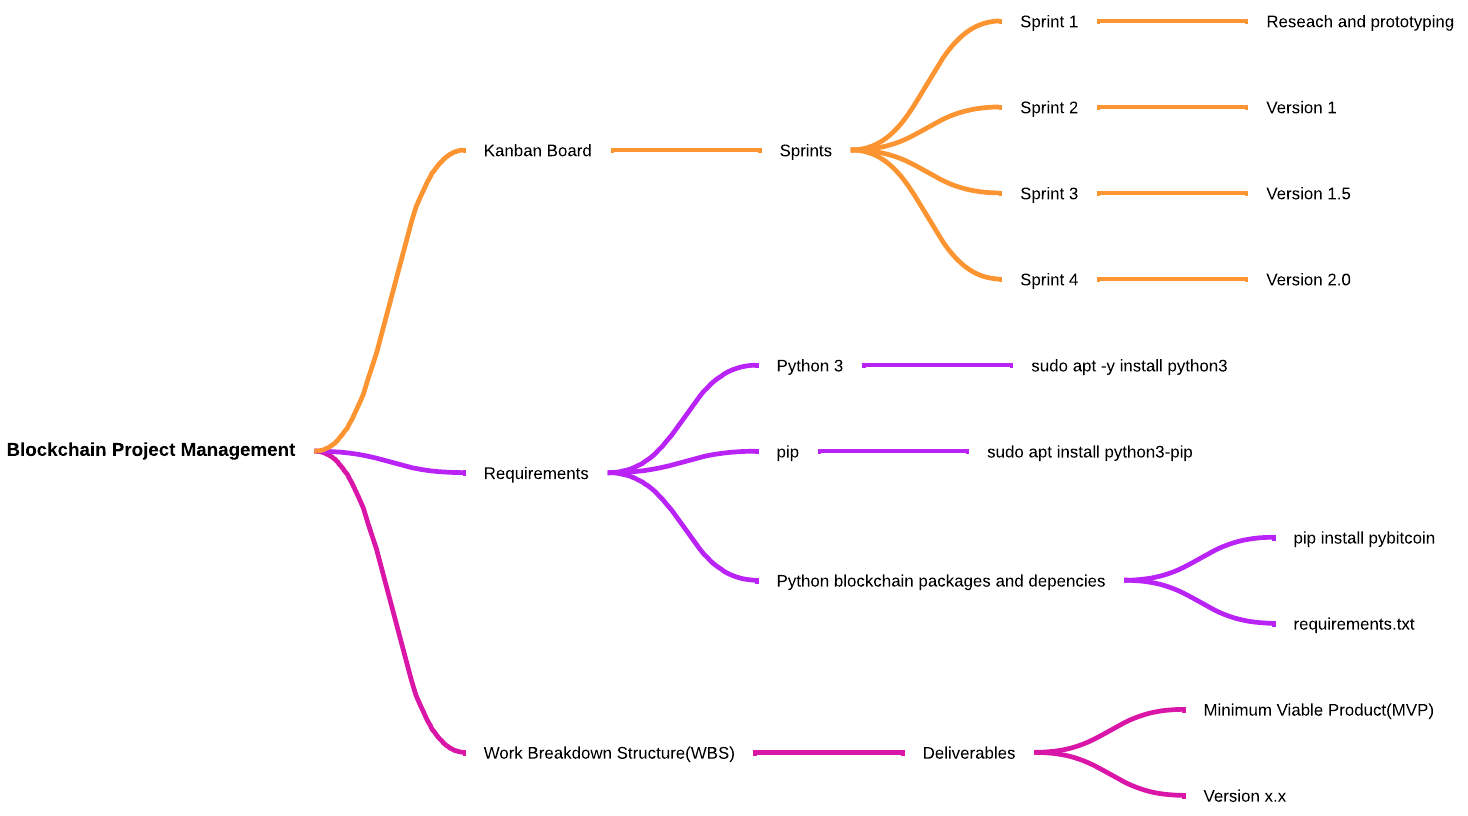 Blockchain Project Management
Kanban Board
Sprints
Sprint 1
Reseach and prototyping
Sprint 2
Version 1
Sprint 3
Version 1.5
Sprint 4
Version 2.0
Requirements
Python 3
sudo apt -y install python3
pip
sudo apt install python3-pip
Python blockchain packages and depencies
pip install pybitcoin
requirements.txt
Work Breakdown Structure(WBS)
Deliverables
Minimum Viable Product(MVP)
Version x.x